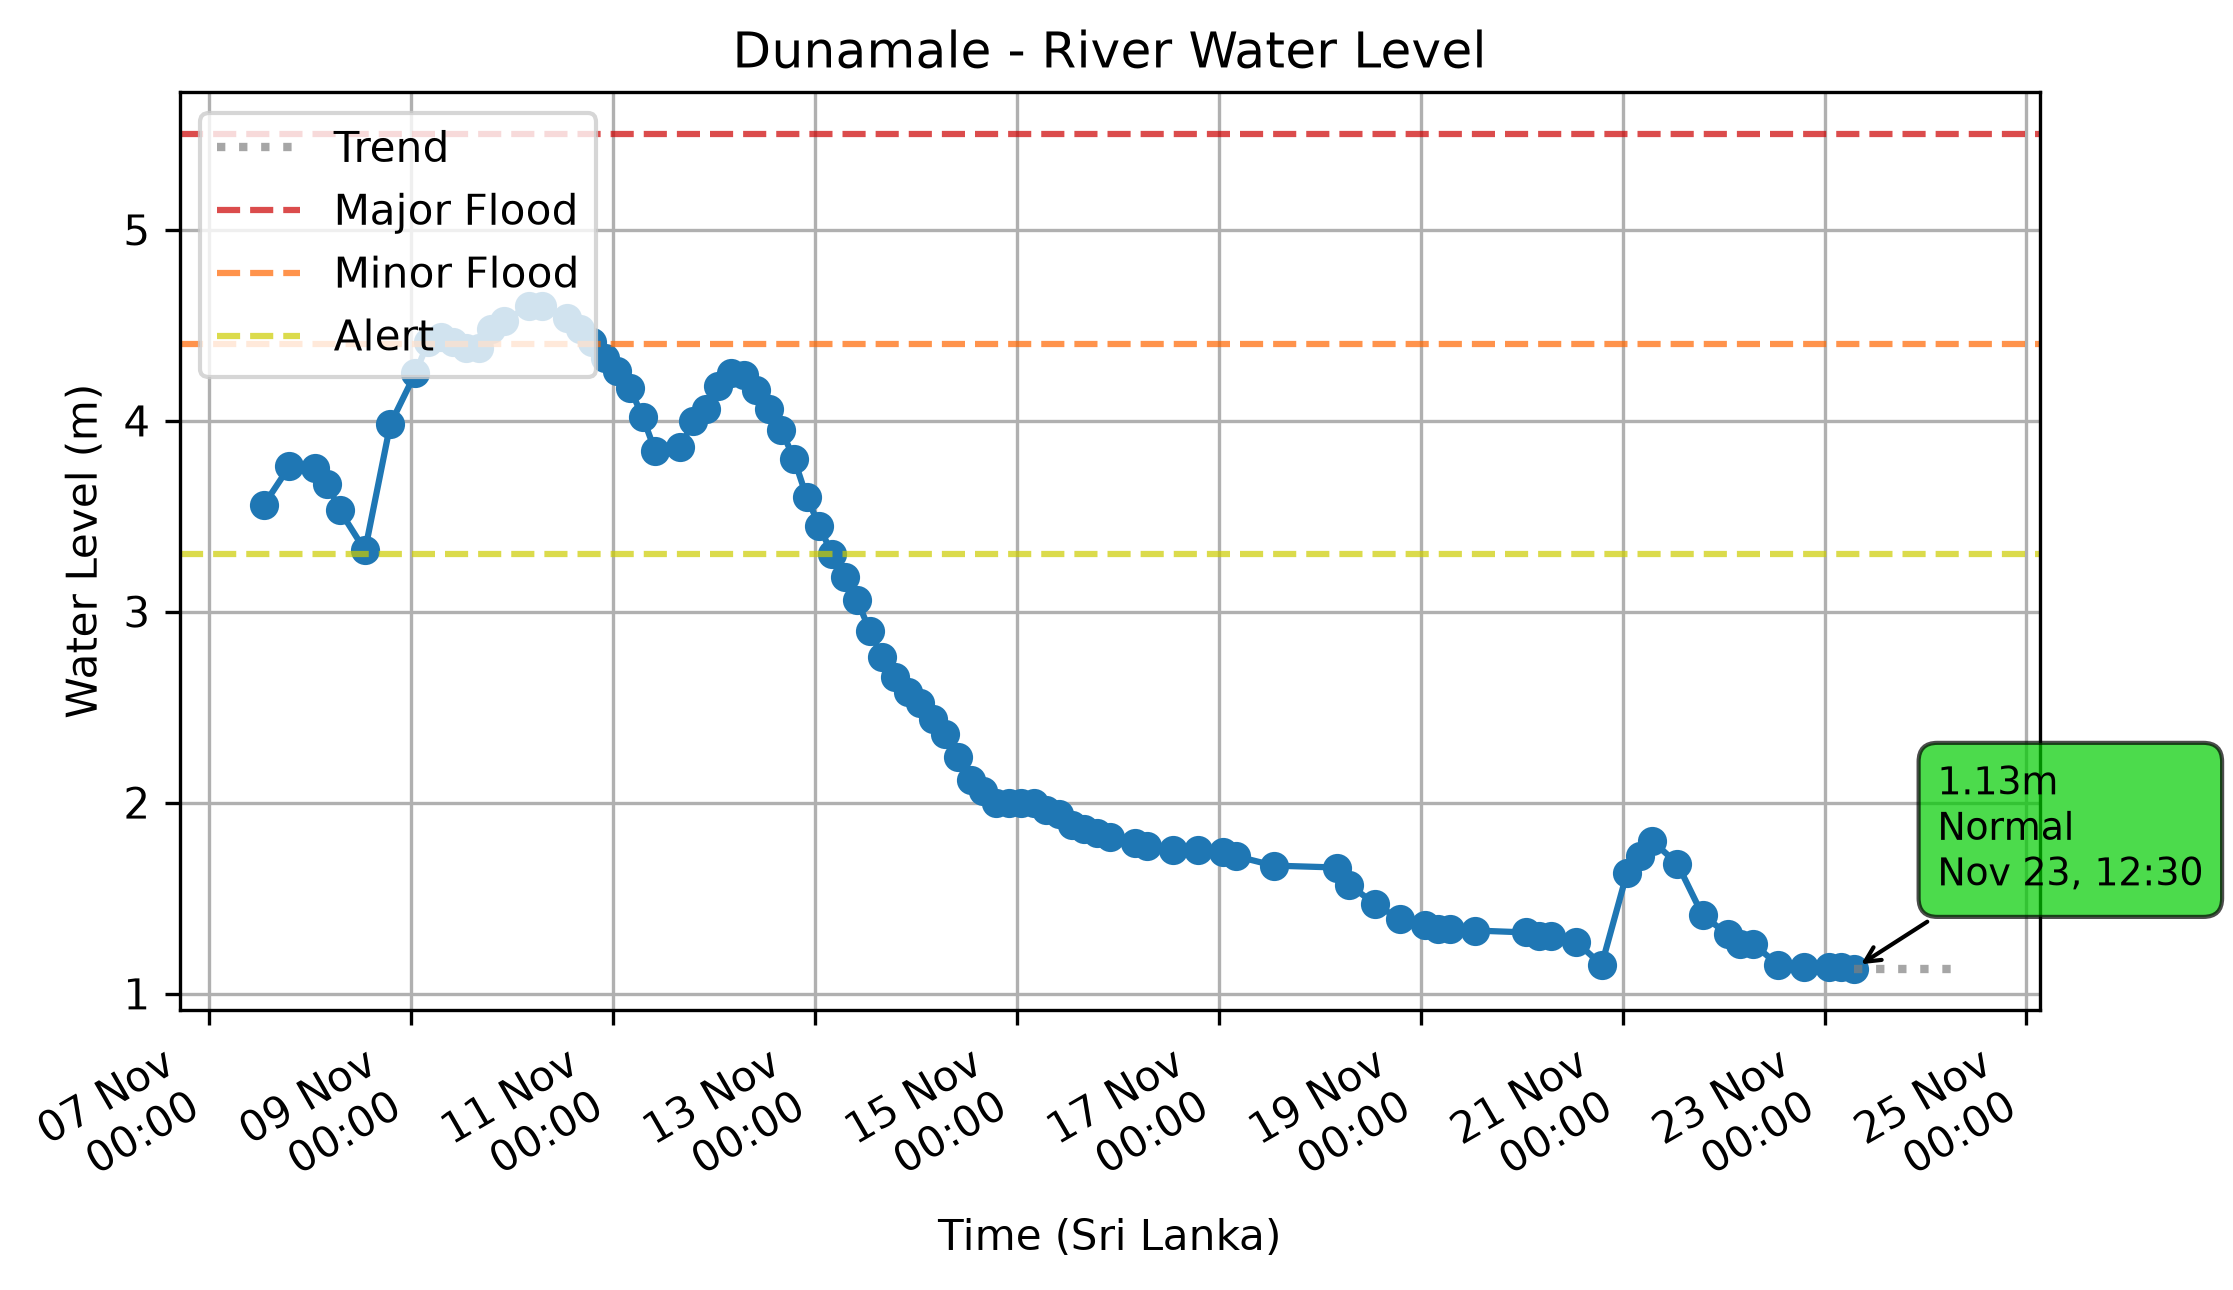 Dunamale - River Water Level
Trend
Major Flood
Minor Flood
Alert
Water Level (m)
5
4
3
2
1
1.13m
Normal
Nov 23, 12:30
07 Nov
00:00
09 Nov
00:00
11 Nov
00:00
13 Nov
00:00
15 Nov
00:00
17 Nov
00:00
19 Nov
00:00
21 Nov
00:00
23 Nov
00:00
25 Nov
00:00
Time (Sri Lanka)